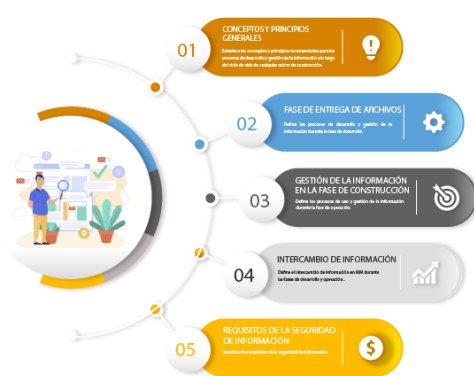 01
CONCEPTOS Y PRINCIPIOS
GENERALES
Establece los conceptos y principios recomendados para los
procesos de desarrollo y gestión de la información a lo largo
del ciclo de vida de cualquier activo de construcción.
02
FASE DE ENTREGA DE ARCHIVOS
Define los procesos de desarrollo y gestión de la
información durante la fase de desarrollo.
03
GESTIÓN DE LA INFORMACIÓN
EN LA FASE DE CONSTRUCCIÓN
Define los procesos de uso y gestión de la información
durante la fase de operación.
04
INTERCAMBIO DE INFORMACIÓN
Define el intercambio de información en BIM durante
las fases de desarrollo y operación..
05
REQUISITOS DE LA SEGURIDAD
DE INFORMACIÓN
Establece los requisitos de la seguridad de información
$